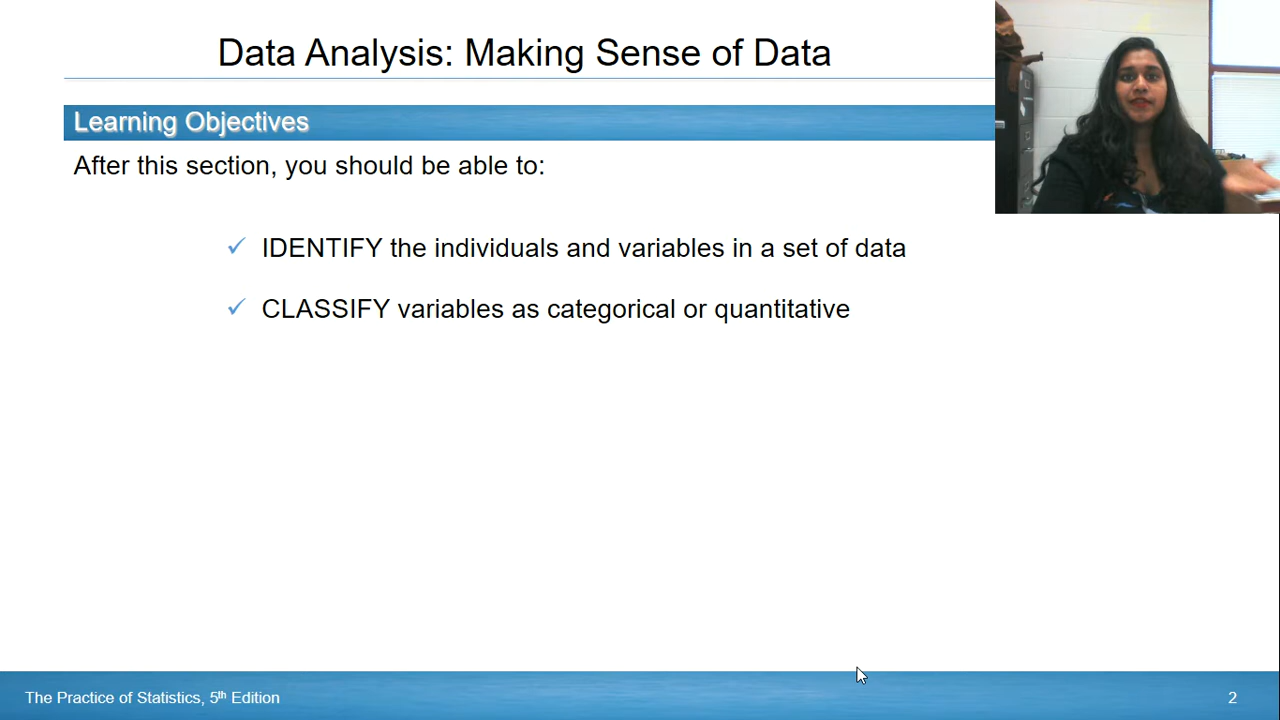 Data Analysis: Making Sense of Data
Learning Objectives
After this section, you should be able to:
✓ IDENTIFY the individuals and variables in a set of data
✓ CLASSIFY variables as categorical or quantitative
The Practice of Statistics, 5th Edition
2